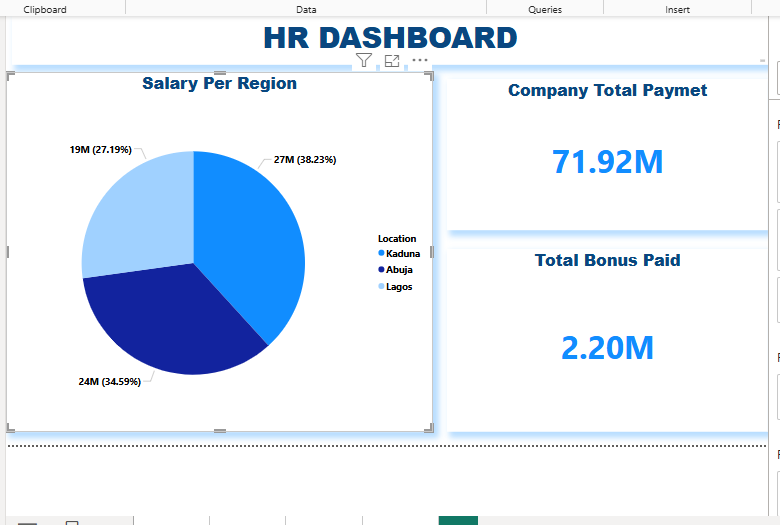 Clipboard
Data
Queries
Insert
HR DASHBOARD
Salary Per Region
19M (27.19%)
27M (38.23%)
24M (34.59%)
Location
Kaduna
Abuja
Lagos
Company Total Paymet
71.92M
Total Bonus Paid
2.20M